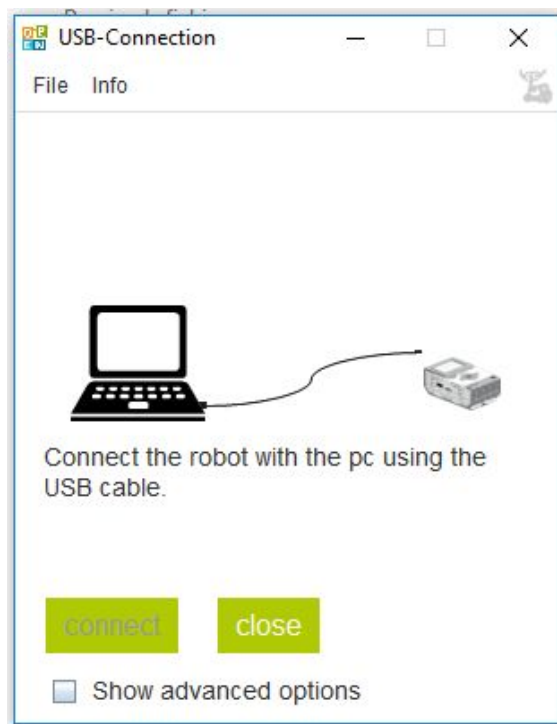 USB-Connection
File Info
Connect the robot with the pc using the
USB cable.
connect close
Show advanced options